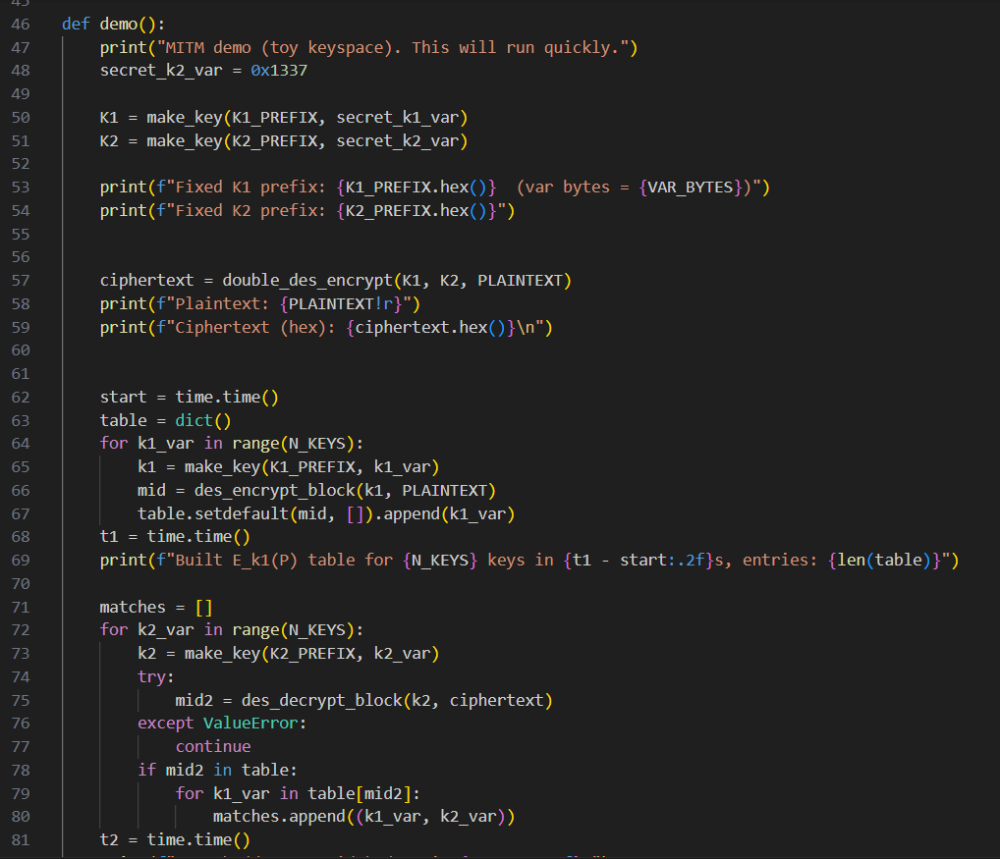 45
46 def demo():
47     print("MITM demo (toy keyspace). This will run quickly.")
48     secret_k2_var = 0x1337
49
50     K1 = make_key(K1_PREFIX, secret_k1_var)
51     K2 = make_key(K2_PREFIX, secret_k2_var)
52
53     print(f"Fixed K1 prefix: {K1_PREFIX.hex()}  (var bytes = {VAR_BYTES})")
54     print(f"Fixed K2 prefix: {K2_PREFIX.hex()}")
55
56
57     ciphertext = double_des_encrypt(K1, K2, PLAINTEXT)
58     print(f"Plaintext: {PLAINTEXT!r}")
59     print(f"Ciphertext (hex): {ciphertext.hex()}\n")
60
61
62     start = time.time()
63     table = dict()
64     for k1_var in range(N_KEYS):
65         k1 = make_key(K1_PREFIX, k1_var)
66         mid = des_encrypt_block(k1, PLAINTEXT)
67         table.setdefault(mid, []).append(k1_var)
68     t1 = time.time()
69     print(f"Built E_k1(P) table for {N_KEYS} keys in {t1 - start:.2f}s, entries: {len(table)}")
70
71     matches = []
72     for k2_var in range(N_KEYS):
73         k2 = make_key(K2_PREFIX, k2_var)
74         try:
75             mid2 = des_decrypt_block(k2, ciphertext)
76         except ValueError:
77             continue
78         if mid2 in table:
79             for k1_var in table[mid2]:
80                 matches.append((k1_var, k2_var))
81     t2 = time.time()